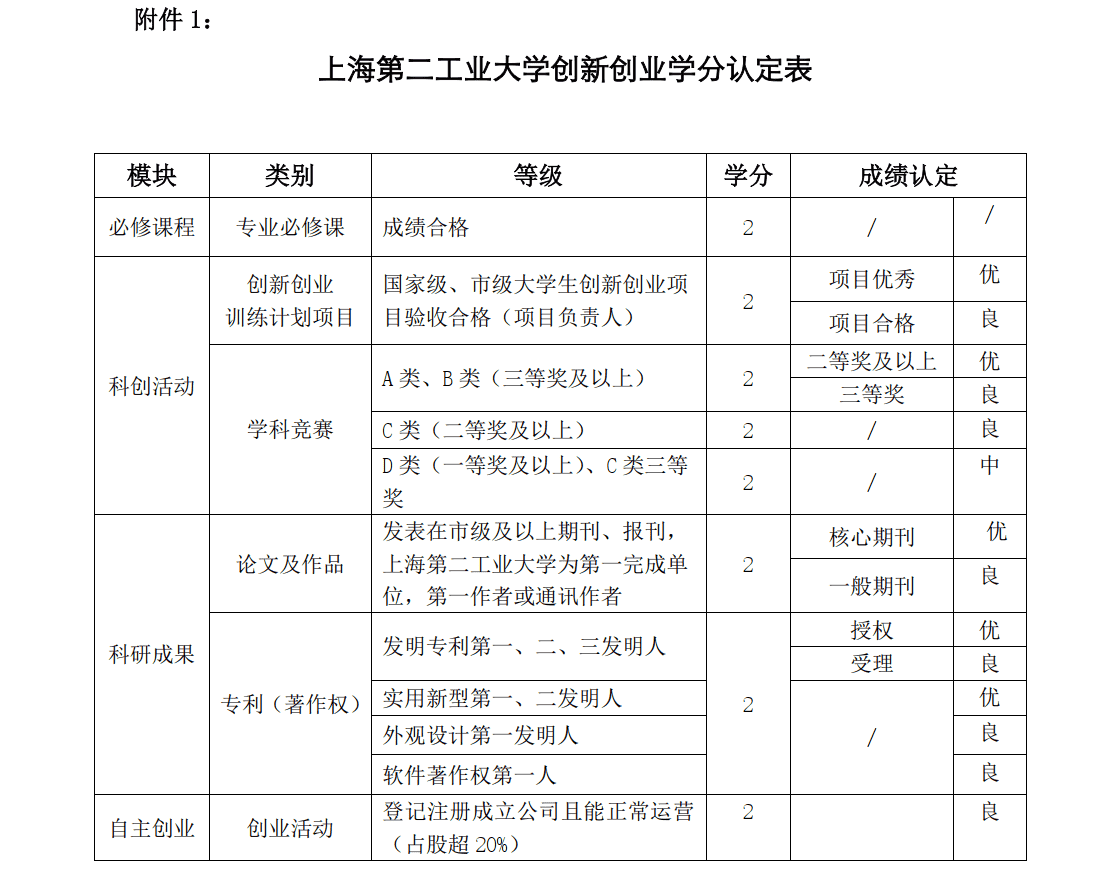 附件 1：
上海第二工业大学创新创业学分认定表
模块 类别 等级 学分 成绩认定
必修课程 专业必修课 成绩合格 2 / /
科创活动
创新创业
训练计划项目
国家级、市级大学生创新创业项
目验收合格（项目负责人）
2
项目优秀 优
项目合格 良
学科竞赛
A 类、B 类（三等奖及以上）
2
二等奖及以上 优
三等奖 良
C 类（二等奖及以上） 2 / 良
D 类（一等奖及以上）、C 类三等
奖
2 / 中
科研成果
论文及作品
发表在市级及以上期刊、报刊，
上海第二工业大学为第一完成单
位，第一作者或通讯作者
2
核心期刊 优
一般期刊 良
专利（著作权）
发明专利第一、二、三发明人
2
授权 优
受理 良
实用新型第一、二发明人 / 优
外观设计第一发明人 良
软件著作权第一人 良
自主创业 创业活动
登记注册成立公司且能正常运营
（占股超 20%）
2 良